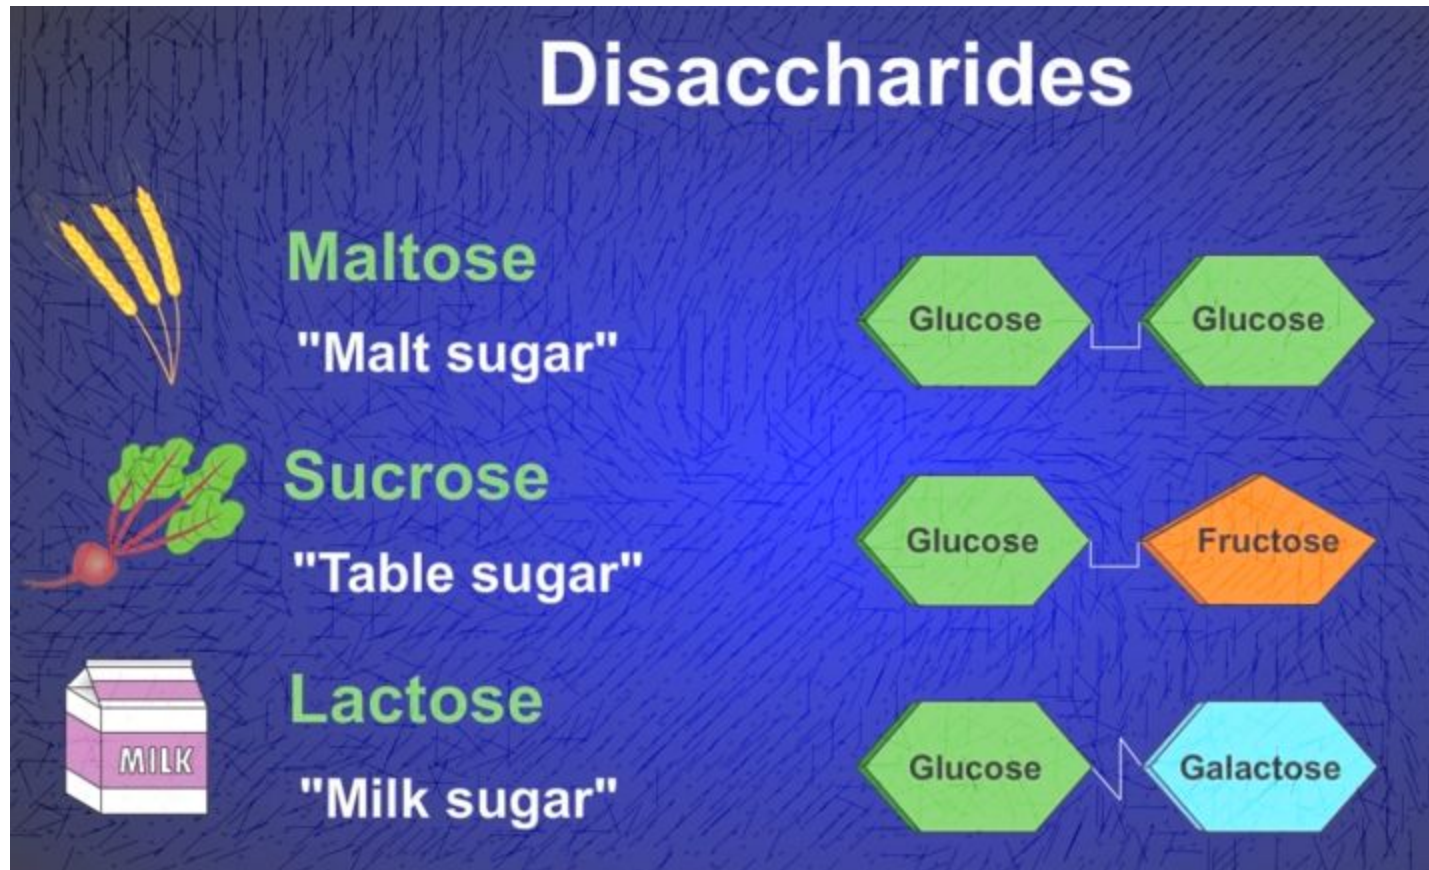 Disaccharides
Maltose
"Malt sugar"
Glucose Glucose
Sucrose
"Table sugar"
Glucose Fructose
MILK
Lactose
"Milk sugar"
Glucose Galactose